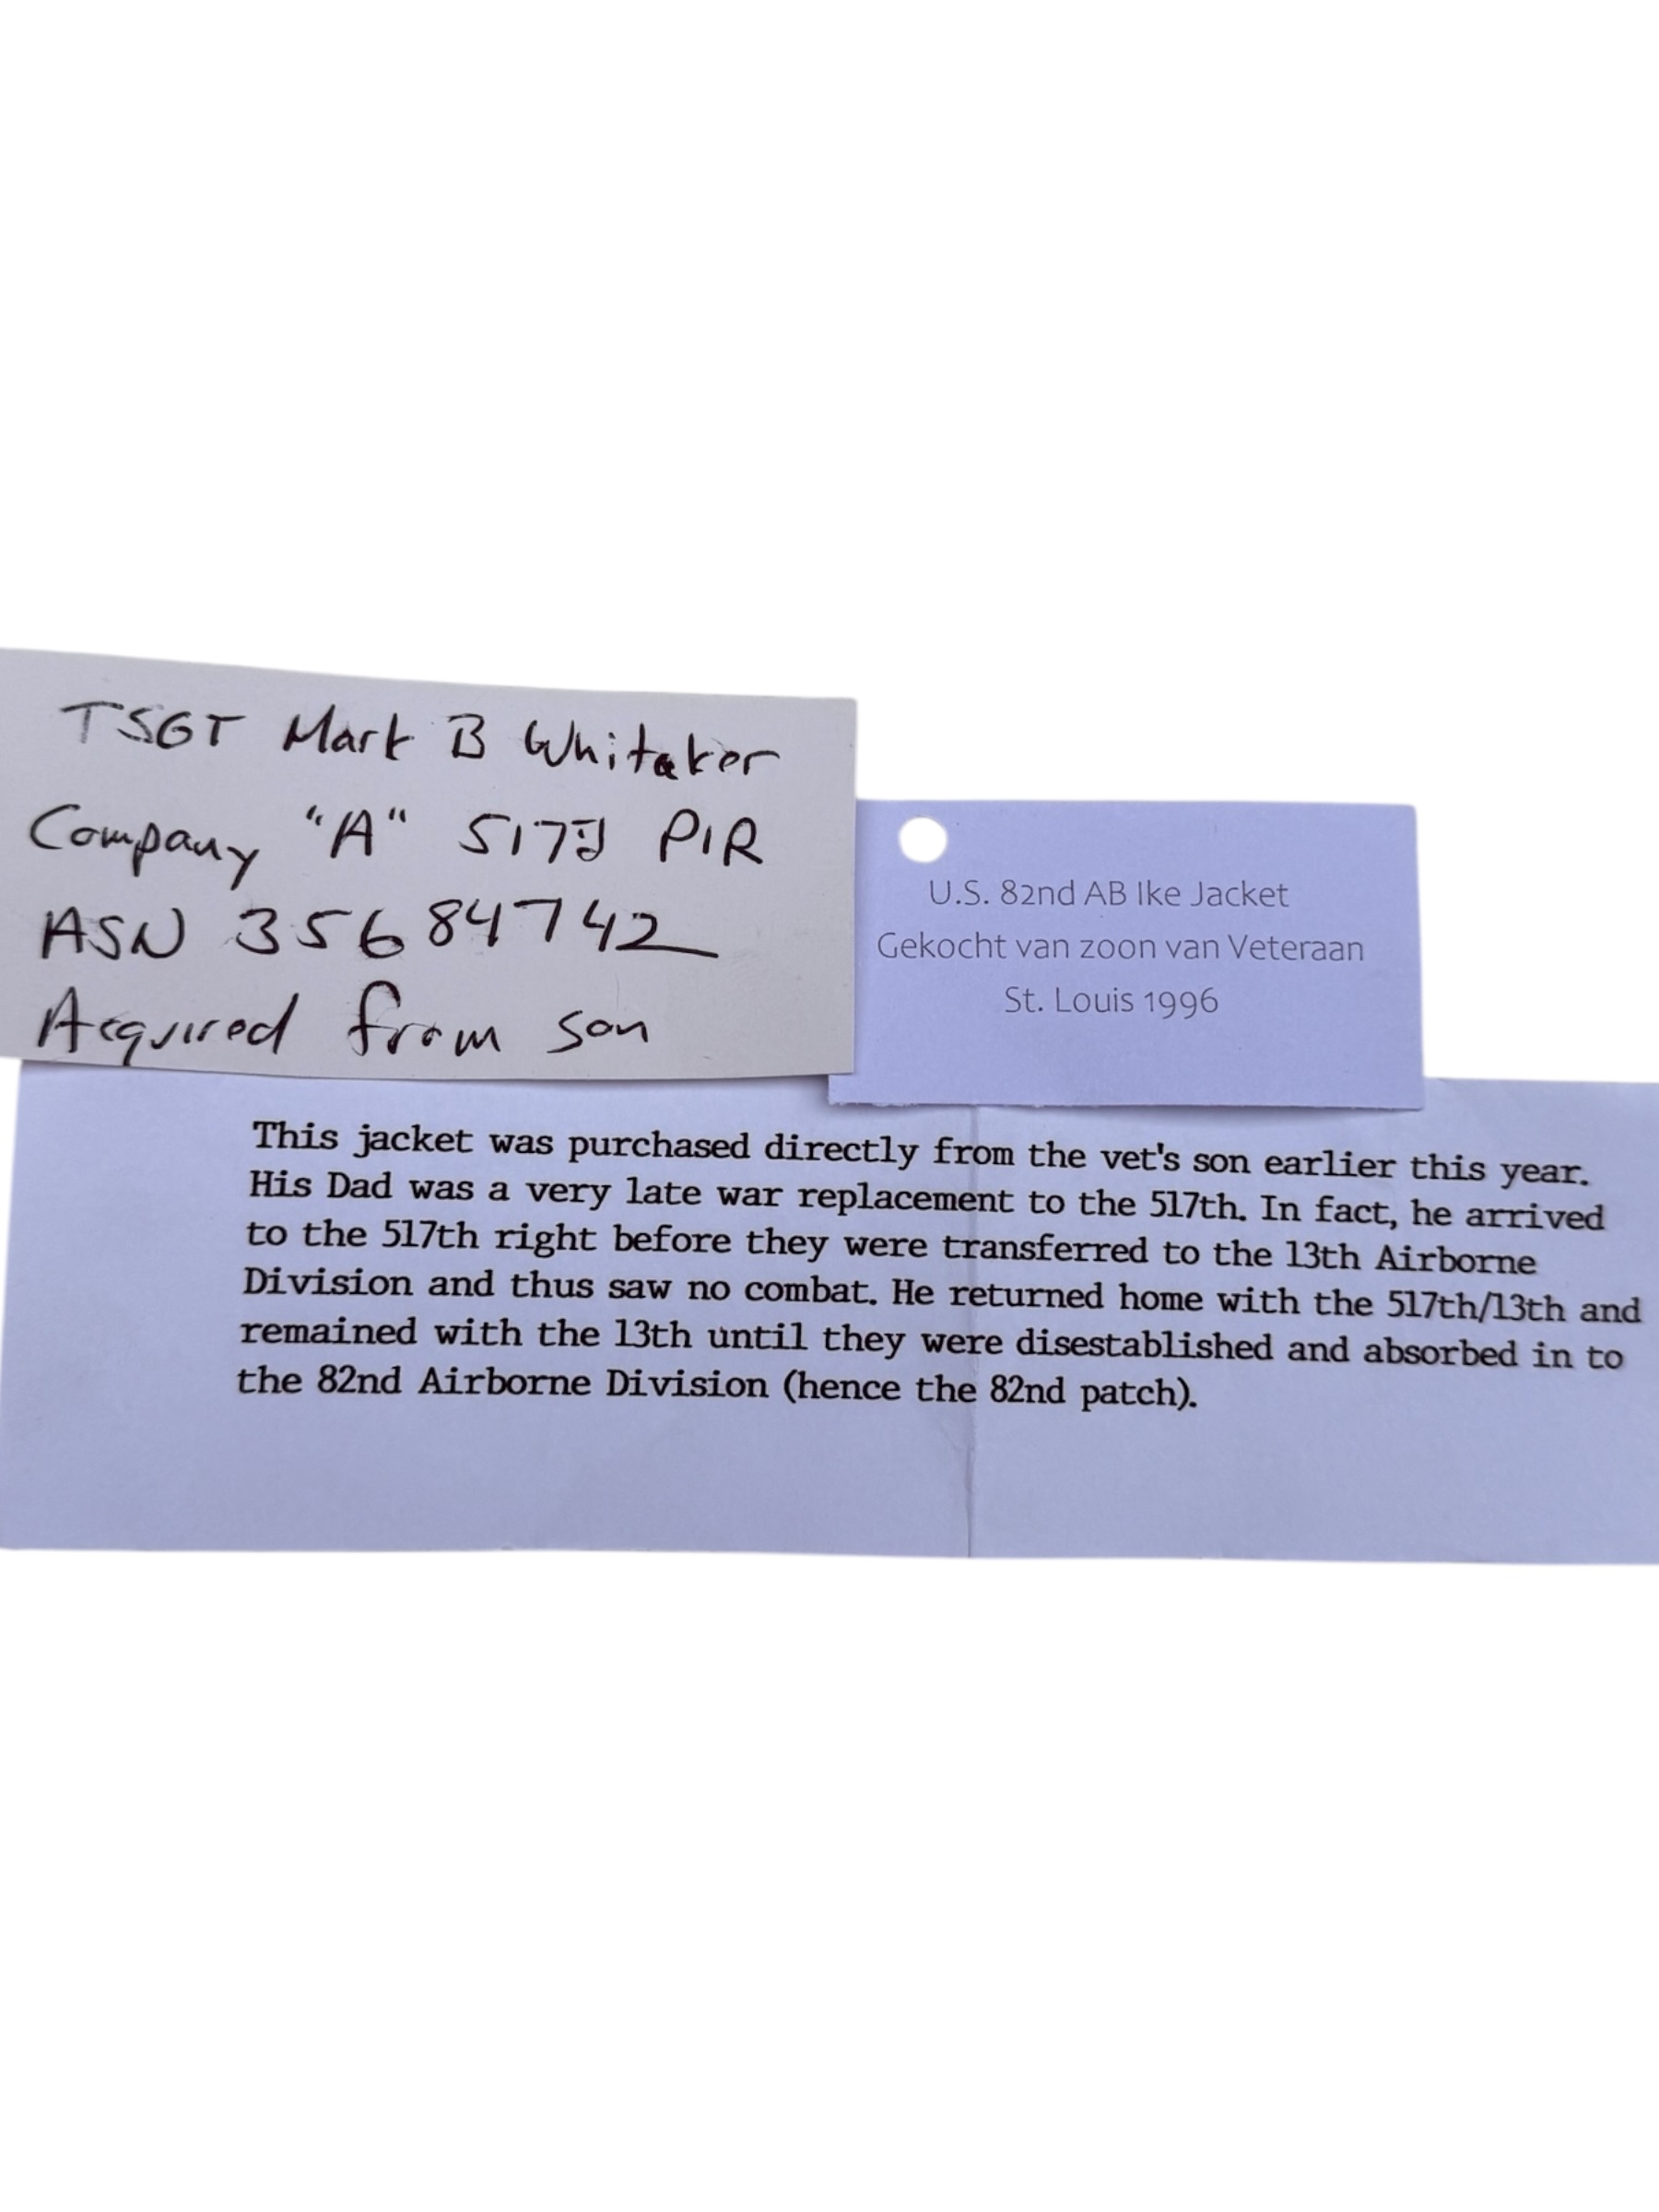 TSGT Mark B Whitaker
Company "A" 517th PIR
ASN 35684742
Acquired from son
U.S. 82nd AB Ike Jacket
Gekocht van zoon van Veteraan
St. Louis 1996
This jacket was purchased directly from the vet's son earlier this year.
His Dad was a very late war replacement to the 517th. In fact, he arrived
to the 517th right before they were transferred to the 13th Airborne
Division and thus saw no combat. He returned home with the 517th/13th and
remained with the 13th until they were disestablished and absorbed in to
the 82nd Airborne Division (hence the 82nd patch).